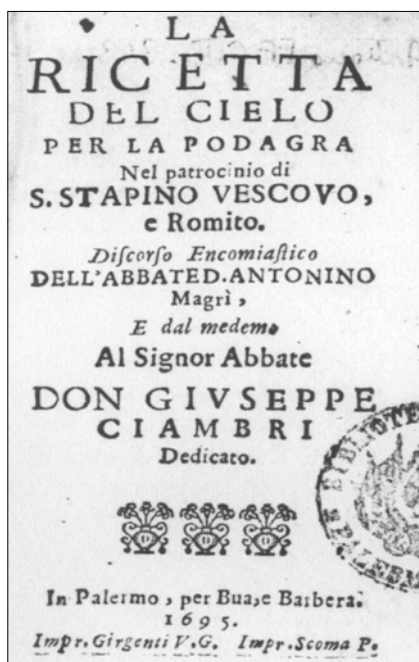 LA
RICETTA
DEL CIELO
PER LA PODAGRA
Nel patrocinio di
S. STAPINO VESCOVO,
e Romito.
Diſcorſo Encomiaſtico
DELL'ABBATE D. ANTONINO
Magrì,
E dal medemo
Al Signor Abbate
DON GIVSEPPE
CIAMBRI
Dedicato.
In Palermo, per Bua, e Barbera.
1695.
Impr. Girgenti V.G. Impr. Scoma P.